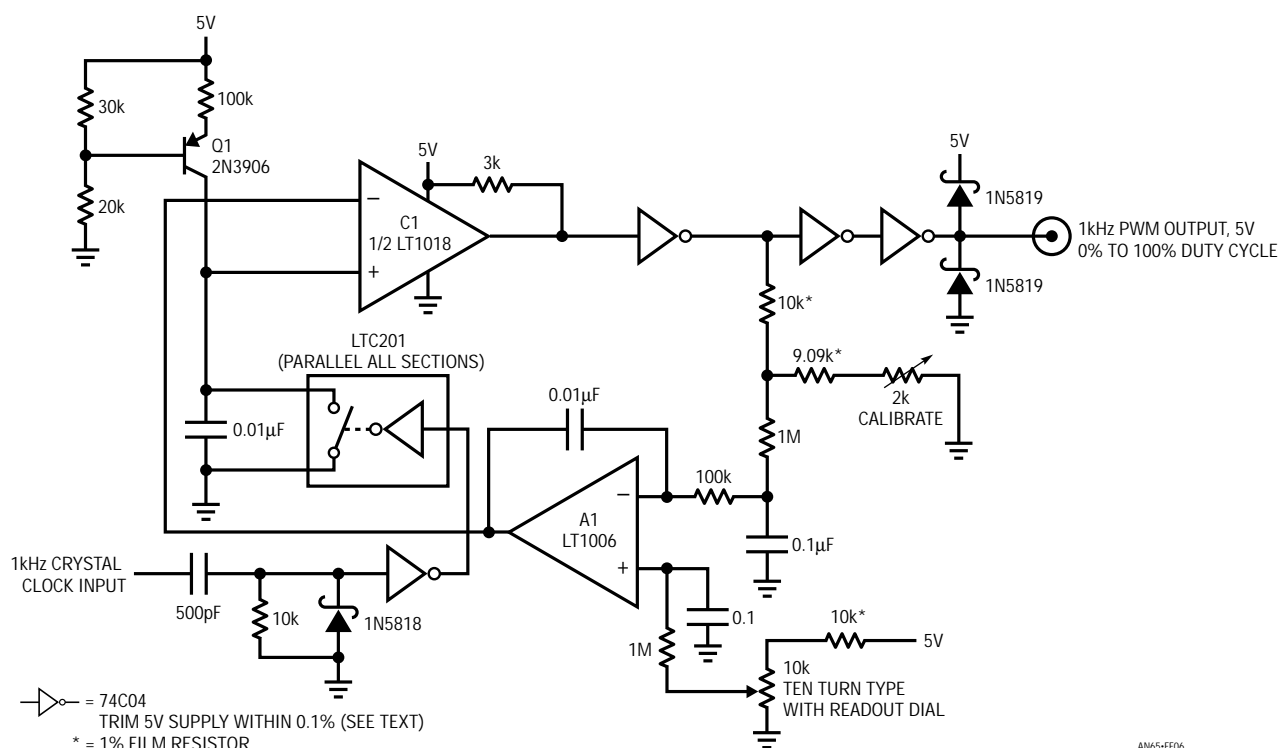 5V
30k
100k
Q1
2N3906
20k
5V
3k
–
C1
1/2 LT1018
+
5V
1N5819
1N5819
1kHz PWM OUTPUT, 5V
0% TO 100% DUTY CYCLE
10k*
9.09k*
2k
CALIBRATE
LTC201
(PARALLEL ALL SECTIONS)
0.01µF
0.01µF
1M
100k
–
A1
LT1006
+
0.1µF
1kHz CRYSTAL
CLOCK INPUT
500pF
10k
1N5818
0.1
1M
10k*
5V
10k
TEN TURN TYPE
WITH READOUT DIAL
= 74C04
TRIM 5V SUPPLY WITHIN 0.1% (SEE TEXT)
* = 1% FILM RESISTOR